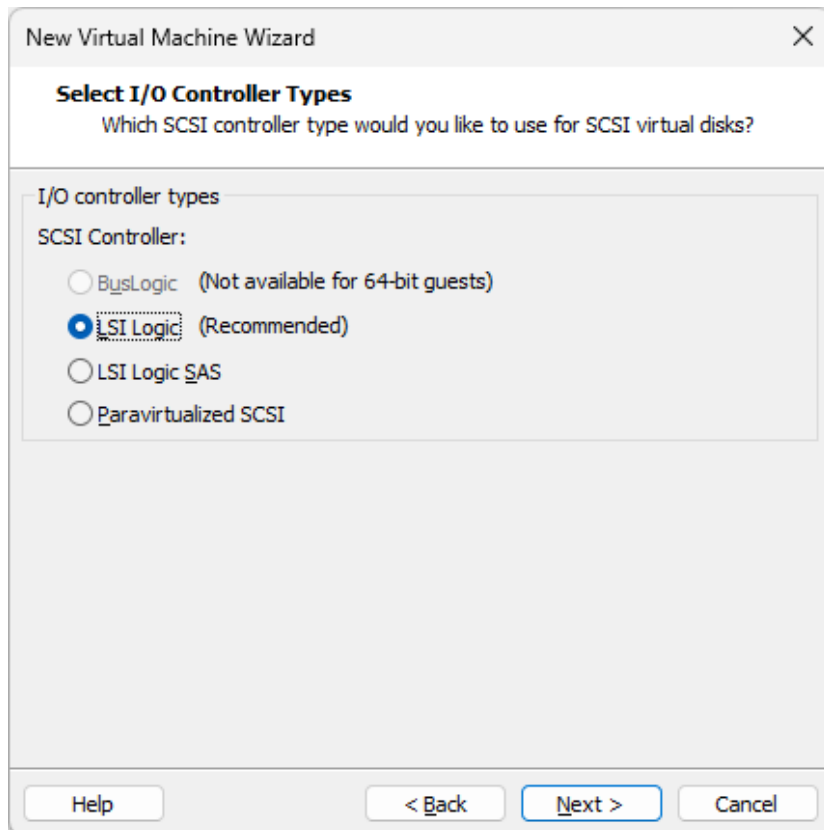 New Virtual Machine Wizard
Select I/O Controller Types
Which SCSI controller type would you like to use for SCSI virtual disks?
I/O controller types
SCSI Controller:
BusLogic (Not available for 64-bit guests)
LSI Logic (Recommended)
LSI Logic SAS
Paravirtualized SCSI
Help < Back Next > Cancel